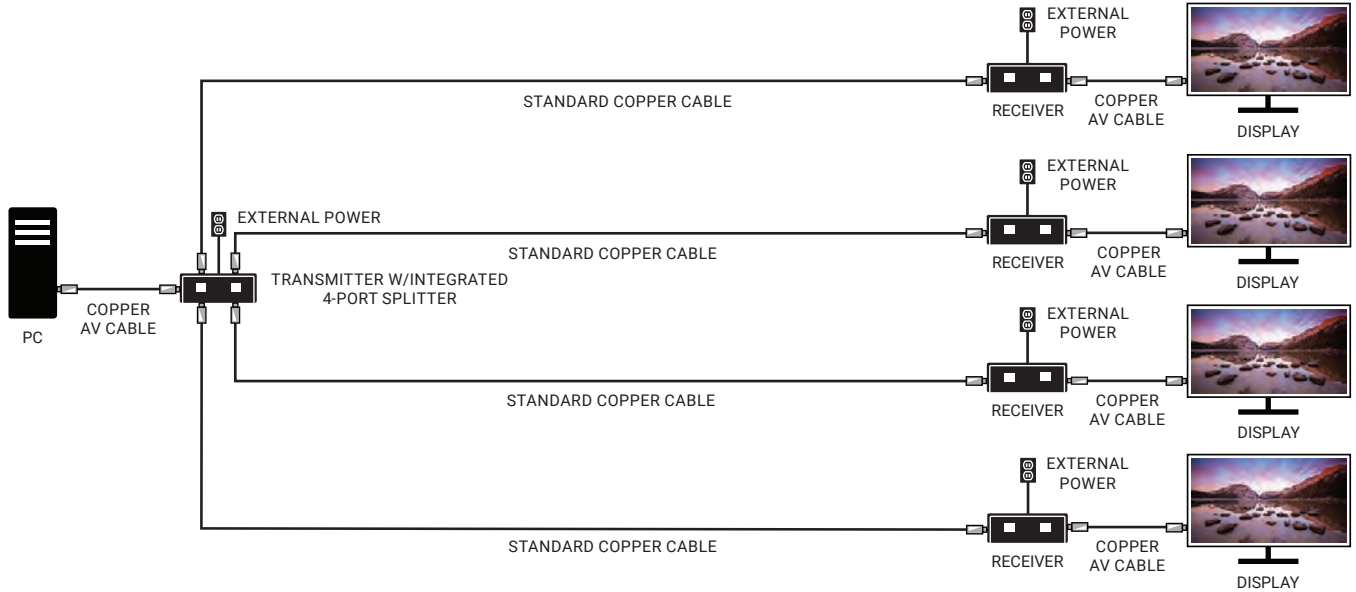 EXTERNAL
POWER
STANDARD COPPER CABLE
RECEIVER
COPPER
AV CABLE
DISPLAY
EXTERNAL
POWER
EXTERNAL POWER
STANDARD COPPER CABLE
RECEIVER
COPPER
AV CABLE
DISPLAY
TRANSMITTER W/INTEGRATED
4-PORT SPLITTER
COPPER
AV CABLE
PC
EXTERNAL
POWER
STANDARD COPPER CABLE
RECEIVER
COPPER
AV CABLE
DISPLAY
EXTERNAL
POWER
STANDARD COPPER CABLE
RECEIVER
COPPER
AV CABLE
DISPLAY